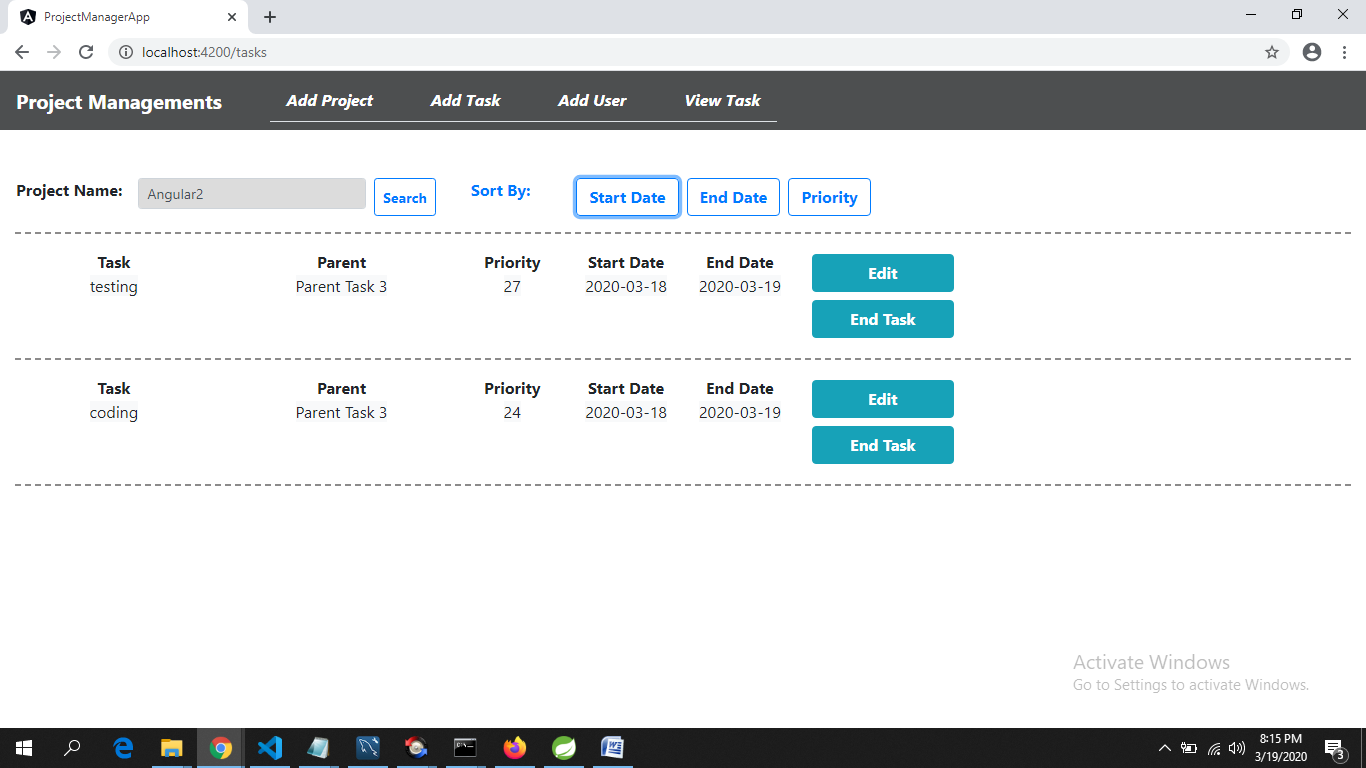 ProjectManagerApp
localhost:4200/tasks
Project Managements Add Project Add Task Add User View Task
Project Name: Angular2 Search Sort By: Start Date End Date Priority
Task Parent Priority Start Date End Date Edit
testing Parent Task 3 27 2020-03-18 2020-03-19
End Task
Task Parent Priority Start Date End Date Edit
coding Parent Task 3 24 2020-03-18 2020-03-19
End Task
Activate Windows
Go to Settings to activate Windows.
8:15 PM
3/19/2020
3